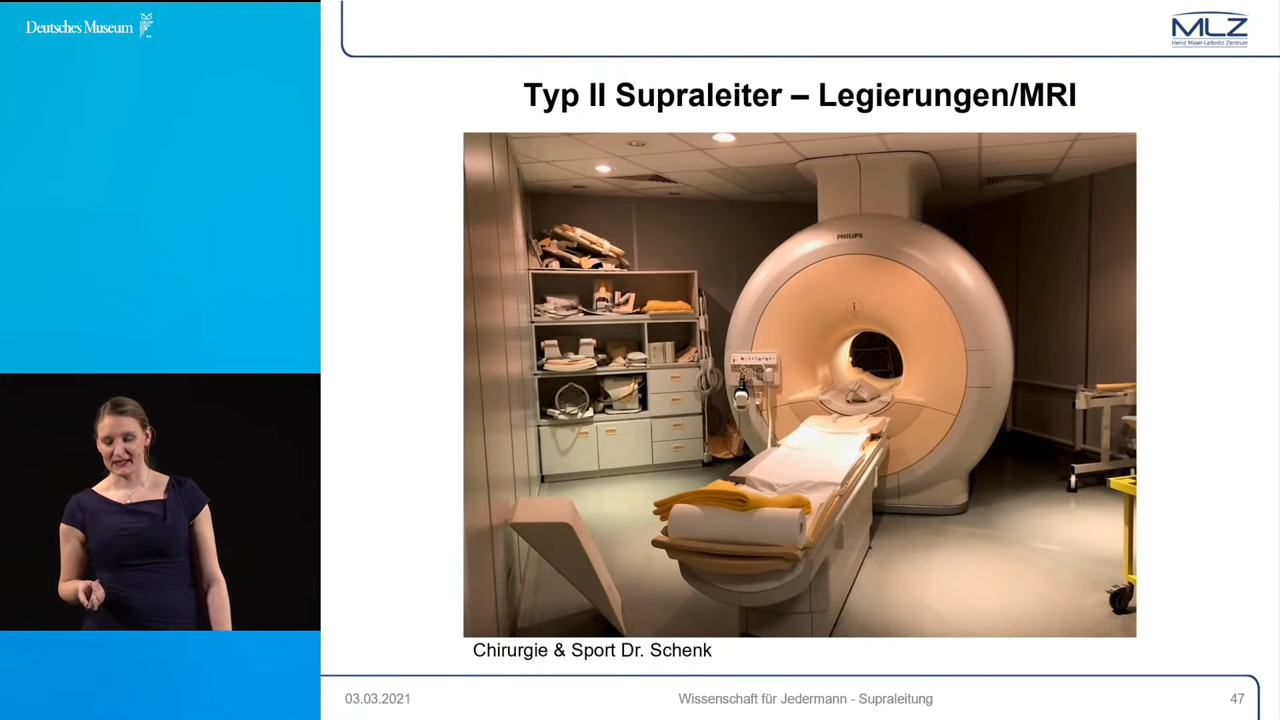 Deutsches Museum
MLZ
Heinz Maier-Leibnitz Zentrum
Typ II Supraleiter – Legierungen/MRI
PHILIPS
Chirurgie & Sport Dr. Schenk
03.03.2021
Wissenschaft für Jedermann - Supraleitung
47